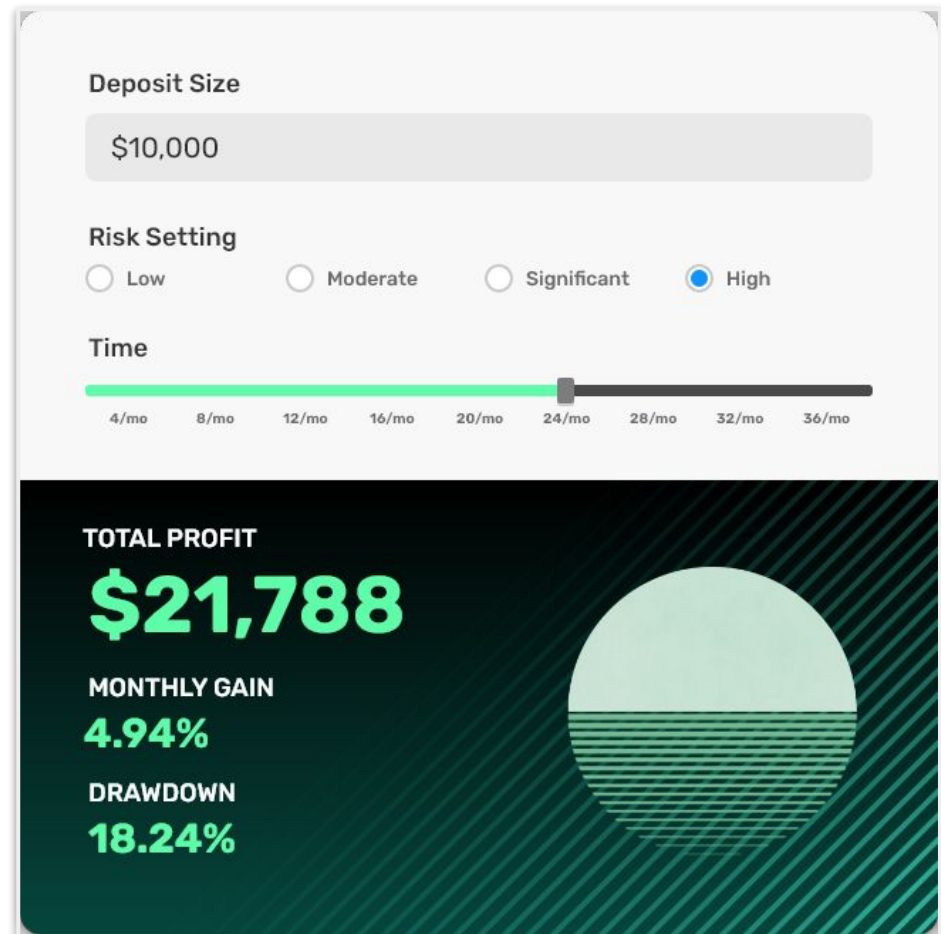 Deposit Size
$10,000
Risk Setting
Low Moderate Significant High
Time
4/mo 8/mo 12/mo 16/mo 20/mo 24/mo 28/mo 32/mo 36/mo
TOTAL PROFIT
$21,788
MONTHLY GAIN
4.94%
DRAWDOWN
18.24%